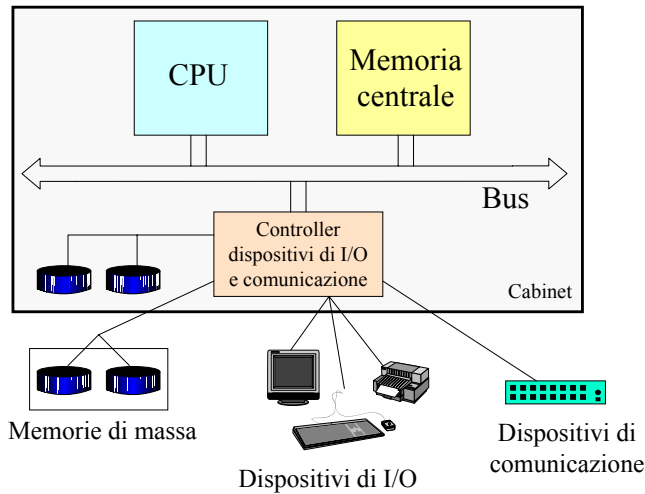 CPU
Memoria
centrale
Bus
Controller
dispositivi di I/O
e comunicazione
Cabinet
Memorie di massa
Dispositivi di I/O
Dispositivi di
comunicazione